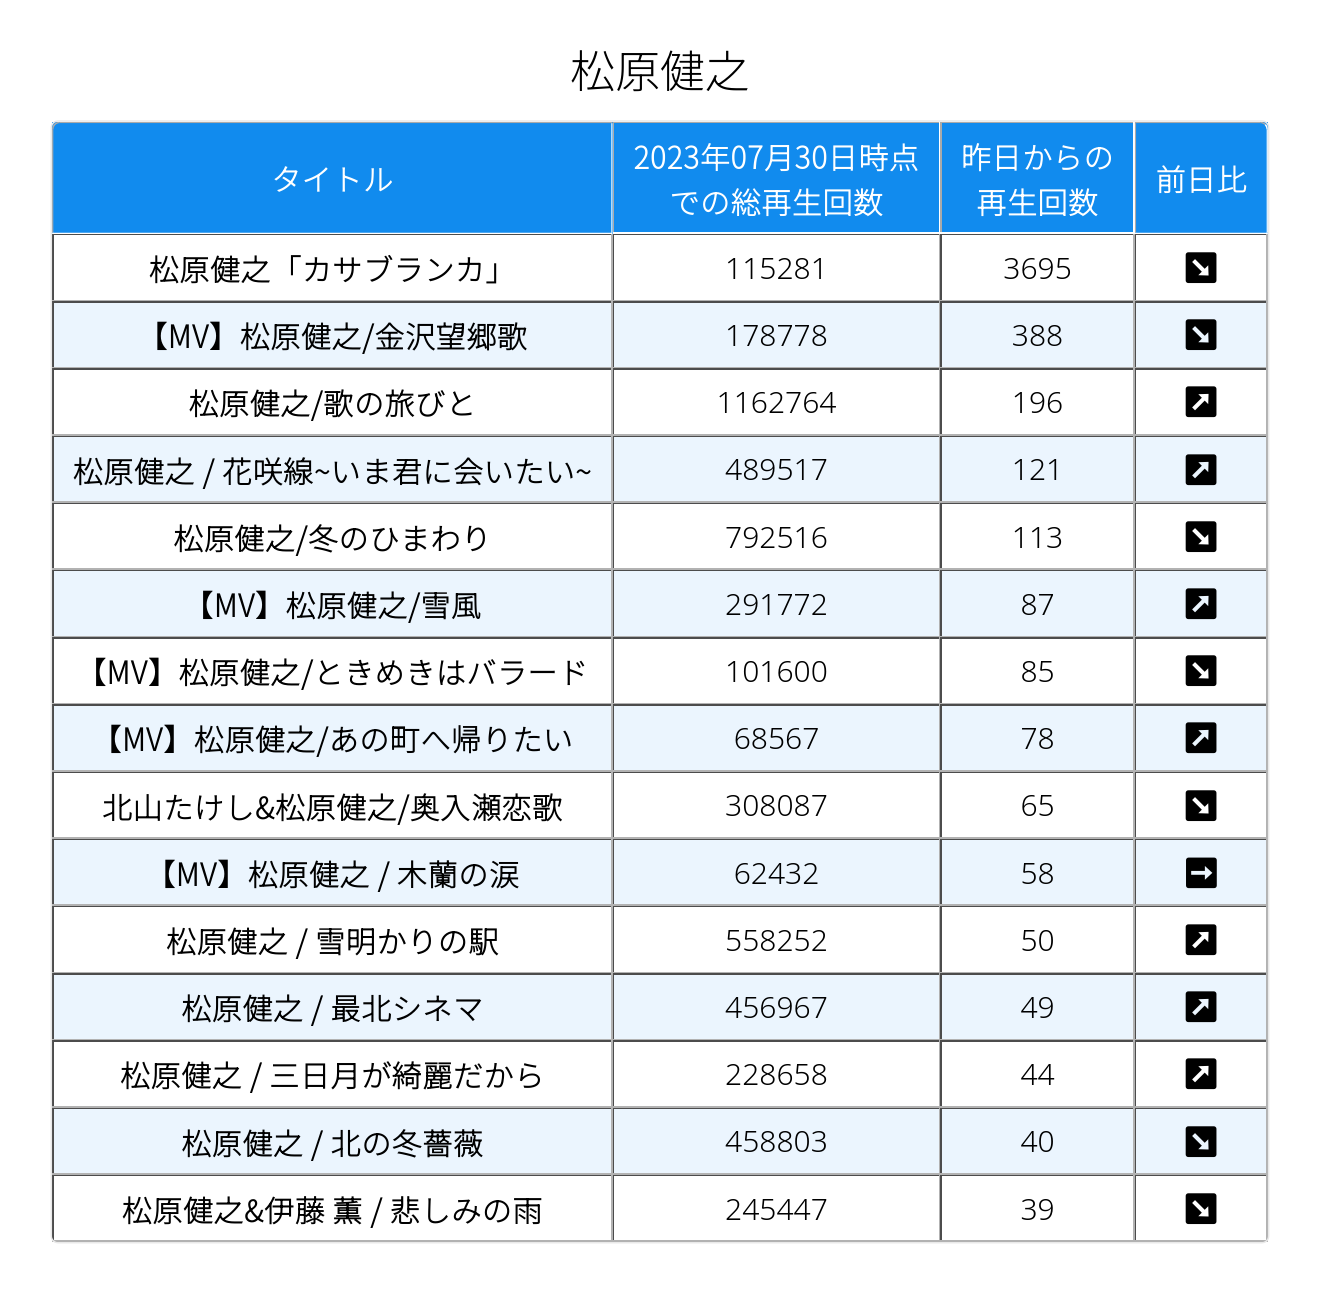 松原健之
タイトル 2023年07月30日時点での総再生回数 昨日からの再生回数 前日比
松原健之「カサブランカ」 115281 3695 ↘
【MV】松原健之/金沢望郷歌 178778 388 ↘
松原健之/歌の旅びと 1162764 196 ↗
松原健之 / 花咲線~いま君に会いたい~ 489517 121 ↗
松原健之/冬のひまわり 792516 113 ↘
【MV】松原健之/雪風 291772 87 ↗
【MV】松原健之/ときめきはバラード 101600 85 ↘
【MV】松原健之/あの町へ帰りたい 68567 78 ↗
北山たけし&松原健之/奥入瀬恋歌 308087 65 ↘
【MV】松原健之 / 木蘭の涙 62432 58 →
松原健之 / 雪明かりの駅 558252 50 ↗
松原健之 / 最北シネマ 456967 49 ↗
松原健之 / 三日月が綺麗だから 228658 44 ↗
松原健之 / 北の冬薔薇 458803 40 ↘
松原健之&伊藤 薫 / 悲しみの雨 245447 39 ↘